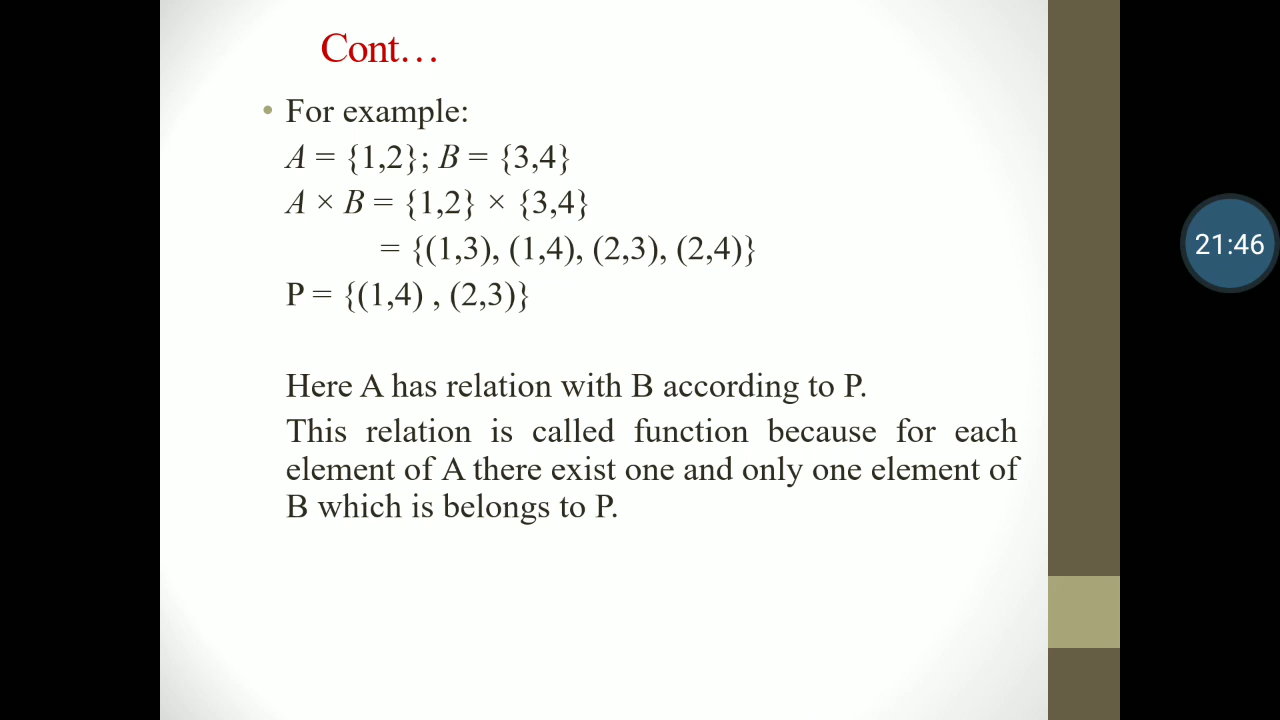 Cont…
• For example:
A = {1,2}; B = {3,4}
A × B = {1,2} × {3,4}
= {(1,3), (1,4), (2,3), (2,4)}
P = {(1,4) , (2,3)}
Here A has relation with B according to P.
This relation is called function because for each
element of A there exist one and only one element of
B which is belongs to P.
21:46